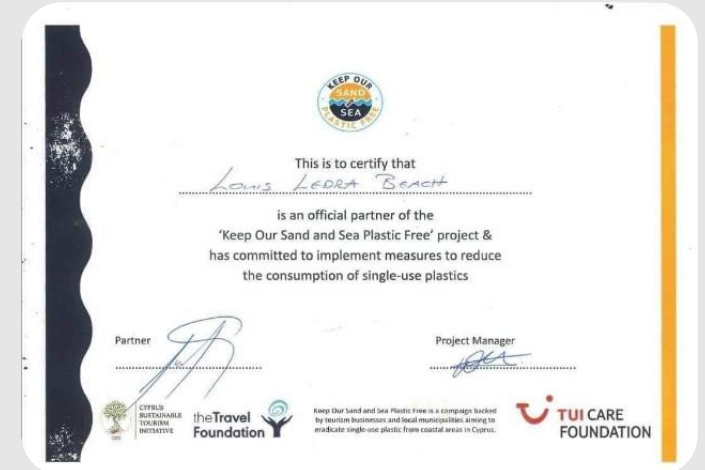 KEEP OUR
SAND
SEA
PLASTIC FREE
This is to certify that
Louis LEDRA BEACH
is an official partner of the
'Keep Our Sand and Sea Plastic Free' project &
has committed to implement measures to reduce
the consumption of single-use plastics
Partner
Project Manager
CYPRUS
SUSTAINABLE
TOURISM
INITIATIVE
theTravel
Foundation
Keep Our Sand and Sea Plastic Free is a campaign backed
by tourism businesses and local municipalities aiming to
eradicate single-use plastic from coastal areas in Cyprus.
TUI CARE
FOUNDATION